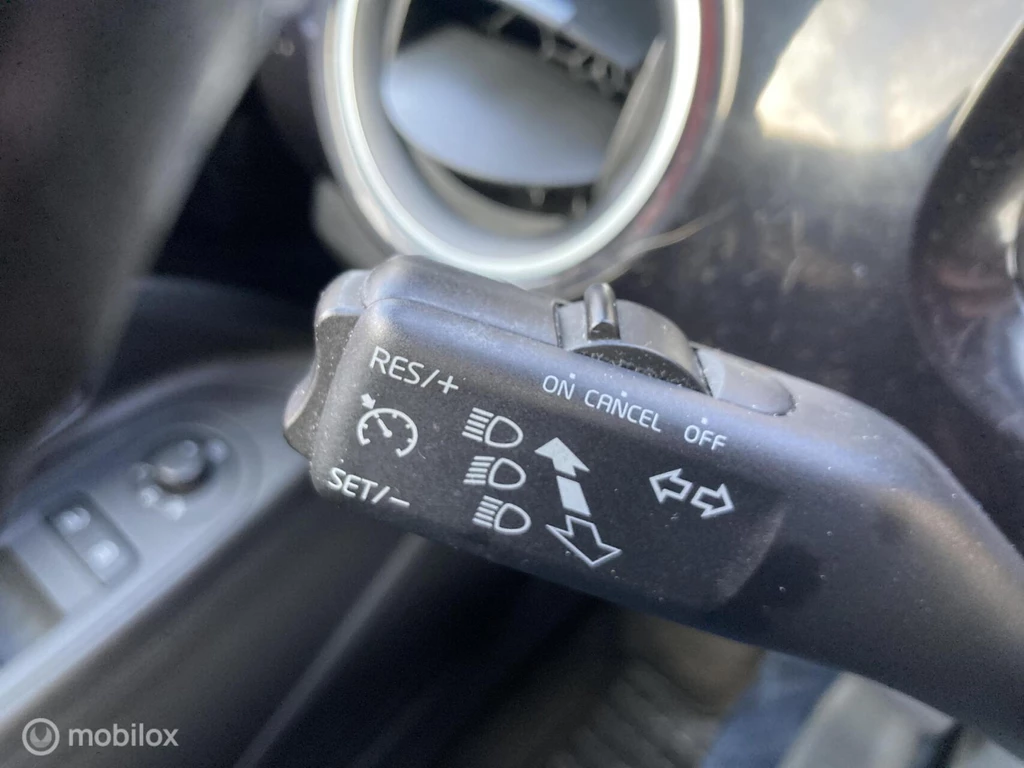 RES/+
ON CANCEL OFF
SET/-
mobilox